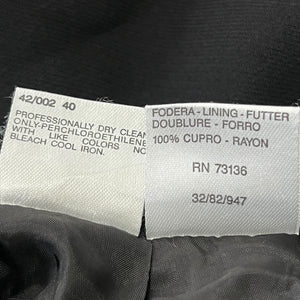 42/002 40
PROFESSIONALLY DRY CLEAN
ONLY-PERCHLOROETHILENE
WITH LIKE COLORS NO
BLEACH COOL IRON.
FODERA-LINING-FUTTER
DOUBLURE-FORRO
100% CUPRO-RAYON
RN 73136
32/82/947